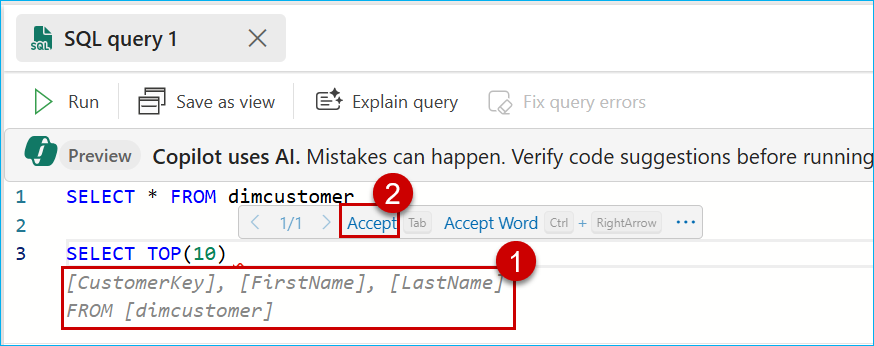 SQL query 1
SQL
Run Save as view Explain query Fix query errors
Preview Copilot uses AI. Mistakes can happen. Verify code suggestions before running
1 SELECT * FROM dimcustomer
2
2 1/1 Accept Tab Accept Word Ctrl + RightArrow ...
3 SELECT TOP(10)
1
[CustomerKey], [FirstName], [LastName]
FROM [dimcustomer]